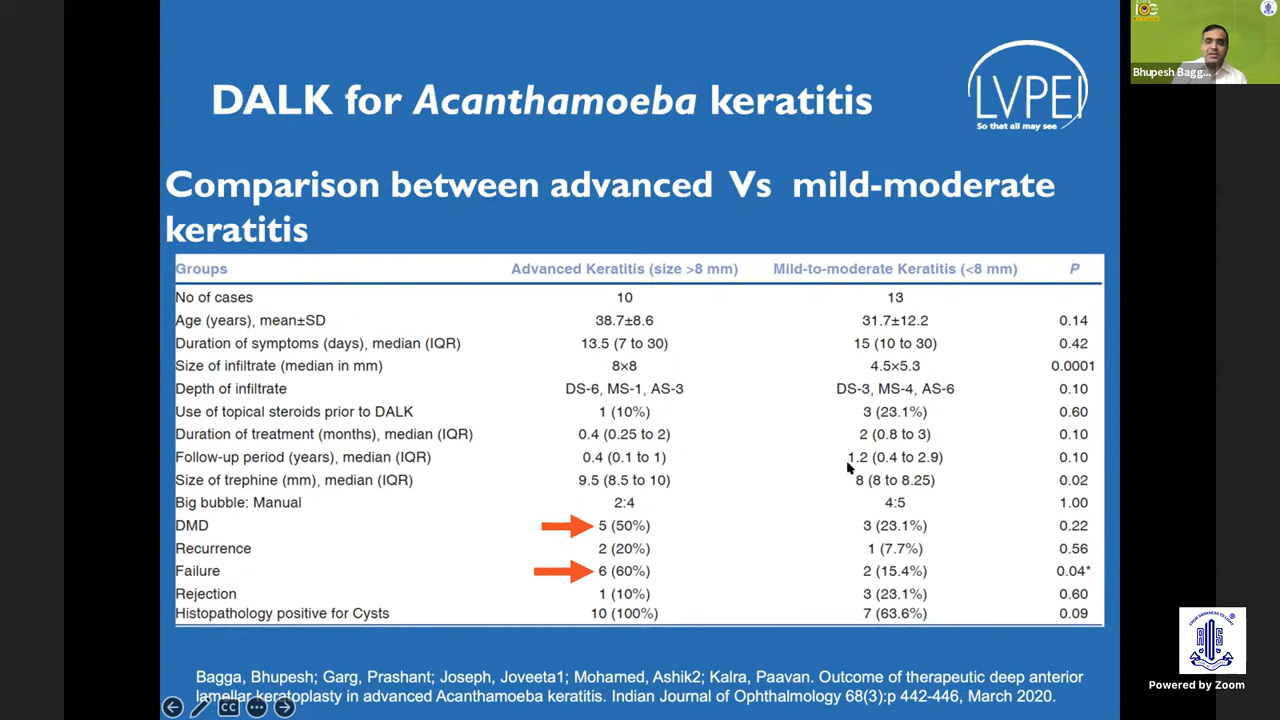 DALK for Acanthamoeba keratitis
LVPEI
So that all may see
Bhupesh Bagg...
Comparison between advanced Vs mild-moderate
keratitis
Groups Advanced Keratitis (size >8 mm) Mild-to-moderate Keratitis (<8 mm) P
No of cases 10 13
Age (years), mean±SD 38.7±8.6 31.7±12.2 0.14
Duration of symptoms (days), median (IQR) 13.5 (7 to 30) 15 (10 to 30) 0.42
Size of infiltrate (median in mm) 8×8 4.5×5.3 0.0001
Depth of infiltrate DS-6, MS-1, AS-3 DS-3, MS-4, AS-6 0.10
Use of topical steroids prior to DALK 1 (10%) 3 (23.1%) 0.60
Duration of treatment (months), median (IQR) 0.4 (0.25 to 2) 2 (0.8 to 3) 0.10
Follow-up period (years), median (IQR) 0.4 (0.1 to 1) 1.2 (0.4 to 2.9) 0.10
Size of trephine (mm), median (IQR) 9.5 (8.5 to 10) 8 (8 to 8.25) 0.02
Big bubble: Manual 2:4 4:5 1.00
DMD 5 (50%) 3 (23.1%) 0.22
Recurrence 2 (20%) 1 (7.7%) 0.56
Failure 6 (60%) 2 (15.4%) 0.04*
Rejection 1 (10%) 3 (23.1%) 0.60
Histopathology positive for Cysts 10 (100%) 7 (63.6%) 0.09
Bagga, Bhupesh; Garg, Prashant; Joseph, Joveeta1; Mohamed, Ashik2; Kalra, Paavan. Outcome of therapeutic deep anterior
lamellar keratoplasty in advanced Acanthamoeba keratitis. Indian Journal of Ophthalmology 68(3):p 442-446, March 2020.
CC
Powered by Zoom